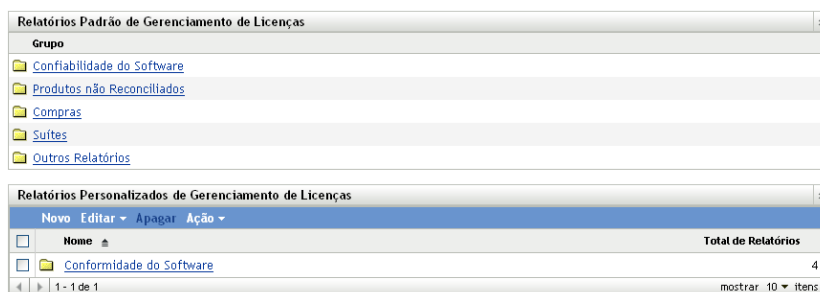 Relatórios Padrão de Gerenciamento de Licenças
Grupo
Confiabilidade do Software
Produtos não Reconciliados
Compras
Suítes
Outros Relatórios
Relatórios Personalizados de Gerenciamento de Licenças
Novo Editar Apagar Ação
Nome Total de Relatórios
Conformidade do Software 4
1 - 1 de 1 mostrar 10 itens